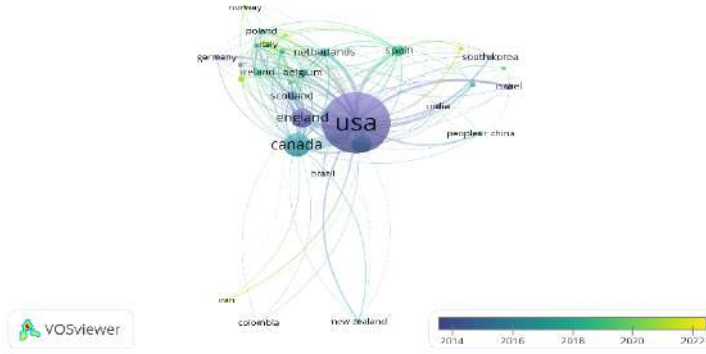 norway
poland
italy
netherlands
spain
germany
south korea
ireland
belgium
israel
scotland
india
england
usa
peoples r china
canada
brazil
iran
colombia
new zealand
VOSviewer
2014 2016 2018 2020 2022